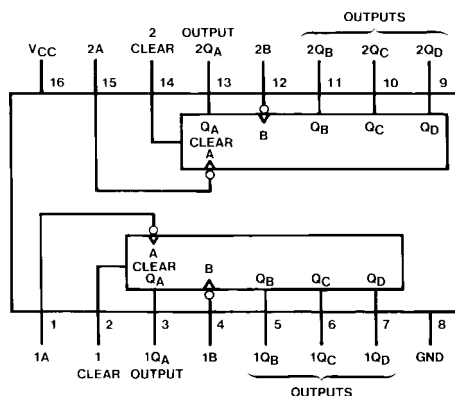 OUTPUTS
2 OUTPUT
VCC 2A CLEAR 2QA 2B 2QB 2QC 2QD
16 15 14 13 12 11 10 9
QA B QB QC QD
CLEAR
A
A
CLEAR B
QA QB QC QD
1 2 3 4 5 6 7 8
1A 1 1QA 1B 1QB 1QC 1QD GND
CLEAR OUTPUT
OUTPUTS